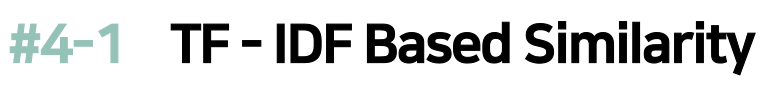 #4-1 TF - IDF Based Similarity